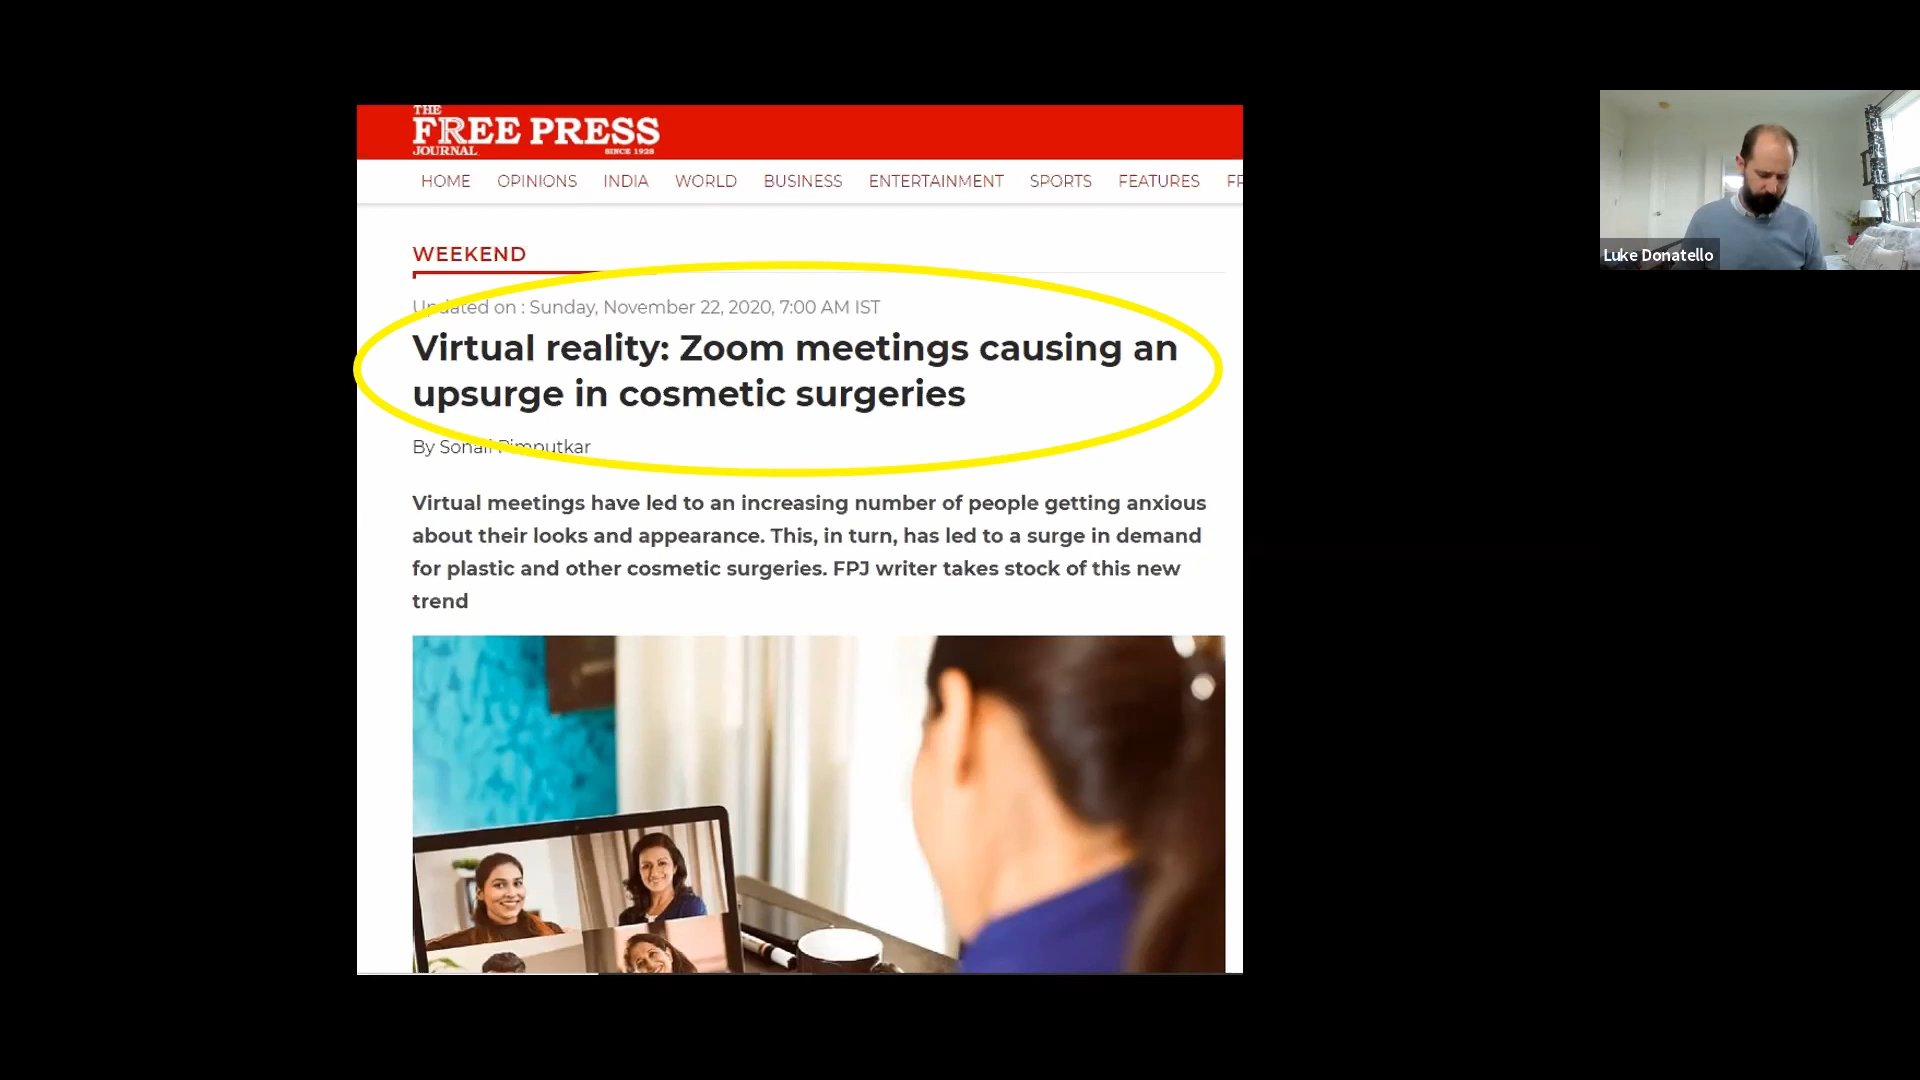 THE
FREE PRESS
JOURNAL SINCE 1928
HOME OPINIONS INDIA WORLD BUSINESS ENTERTAINMENT SPORTS FEATURES
WEEKEND
Updated on : Sunday, November 22, 2020, 7:00 AM IST
Virtual reality: Zoom meetings causing an
upsurge in cosmetic surgeries
By Sonali Pimputkar
Virtual meetings have led to an increasing number of people getting anxious
about their looks and appearance. This, in turn, has led to a surge in demand
for plastic and other cosmetic surgeries. FPJ writer takes stock of this new
trend
Luke Donatello